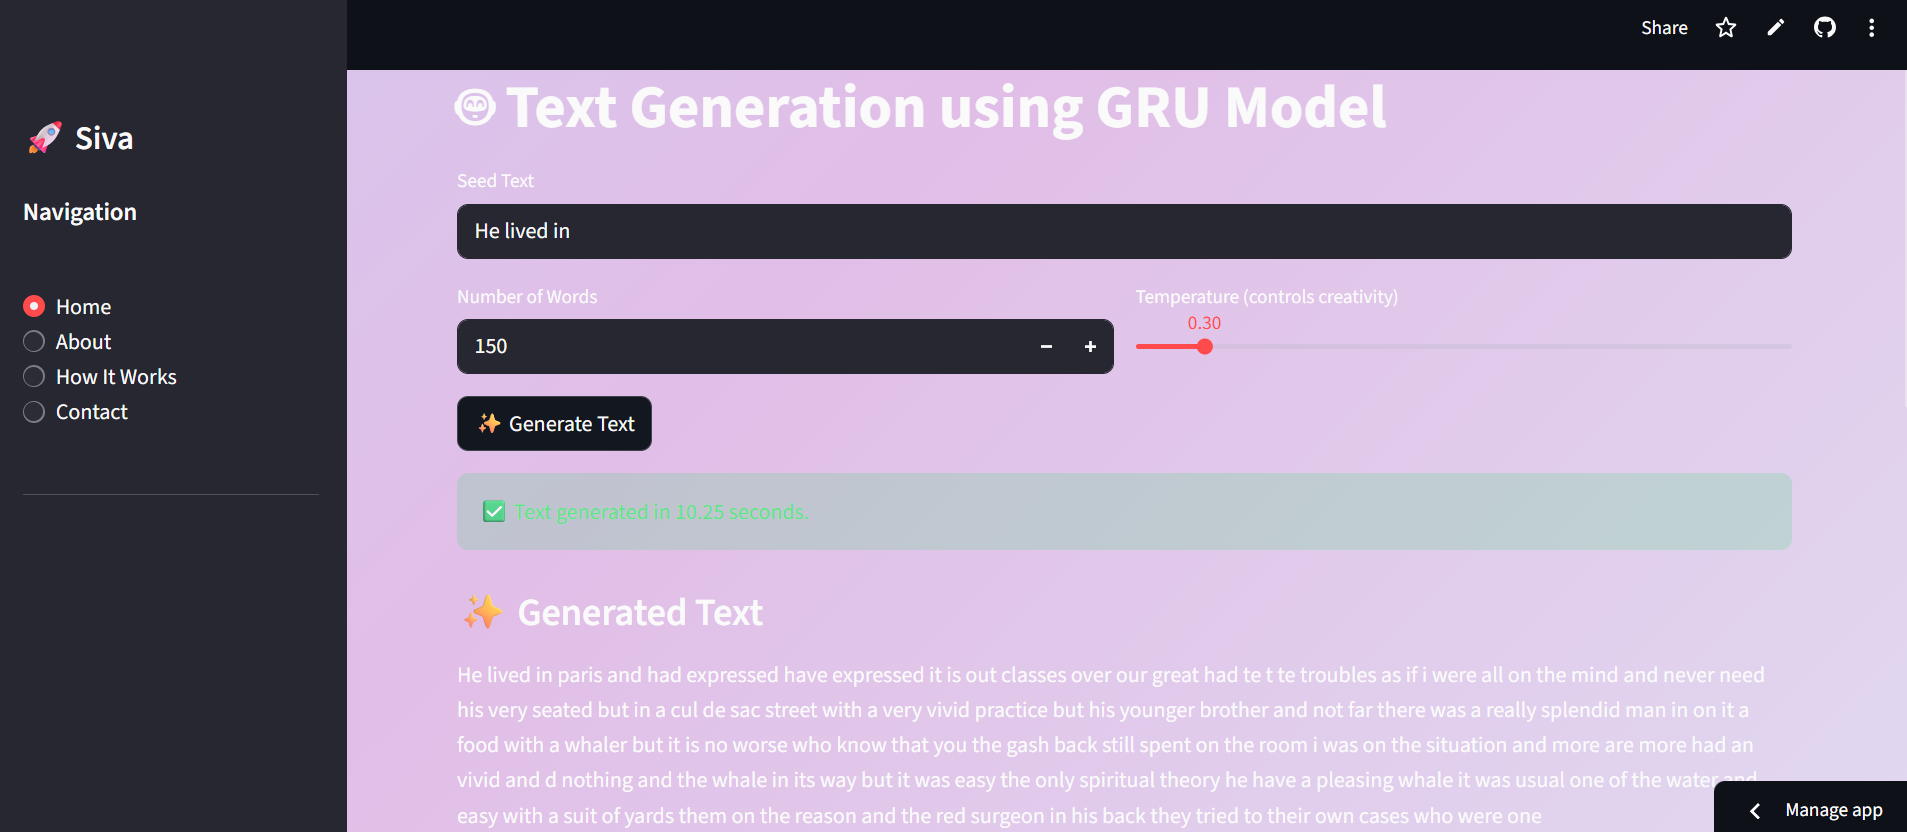 Share
Siva
Navigation
Home
About
How It Works
Contact
Text Generation using GRU Model
Seed Text
He lived in
Number of Words
150
Temperature (controls creativity)
0.30
Generate Text
Text generated in 10.25 seconds.
Generated Text
He lived in paris and had expressed have expressed it is out classes over our great had te t te troubles as if i were all on the mind and never need
his very seated but in a cul de sac street with a very vivid practice but his younger brother and not far there was a really splendid man in on it a
food with a whaler but it is no worse who know that you the gash back still spent on the room i was on the situation and more are more had an
vivid and d nothing and the whale in its way but it was easy the only spiritual theory he have a pleasing whale it was usual one of the water and
easy with a suit of yards them on the reason and the red surgeon in his back they tried to their own cases who were one
Manage app